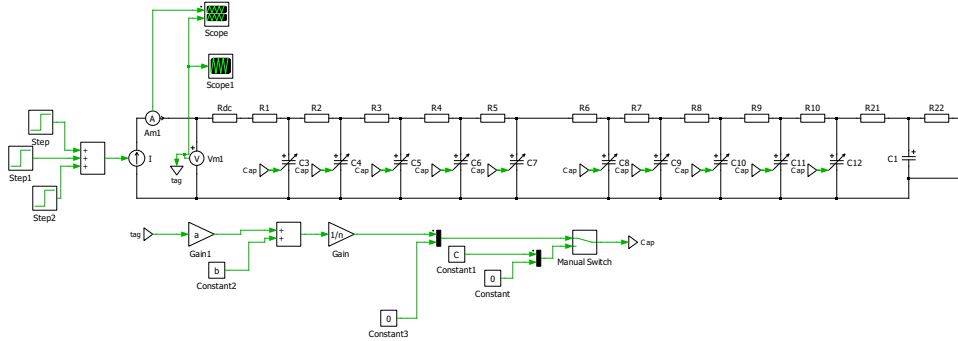 Scope
Scope1
Step
Step1
Step2
+
+
+
I
A
Am1
+
V
Vm1
tag
Rdc
R1
R2
R3
R4
R5
R6
R7
R8
R9
R10
R21
R22
Cap
C3
Cap
C4
Cap
C5
Cap
C6
Cap
C7
Cap
C8
Cap
C9
Cap
C10
Cap
C11
Cap
C12
C1
+
tag
a
Gain1
b
Constant2
+
+
1/n
Gain
0
Constant3
C
Constant1
0
Constant
Manual Switch
Cap